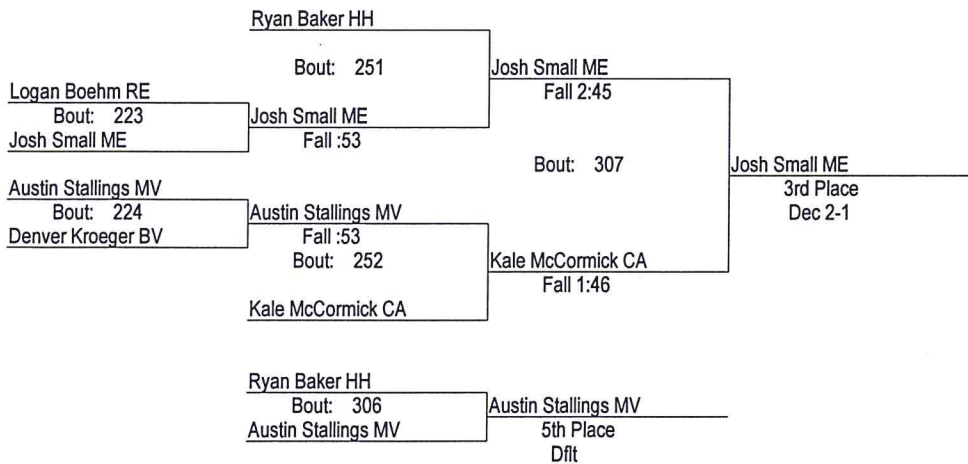 Ryan Baker HH
Bout: 251
Josh Small ME
Fall 2:45
Logan Boehm RE
Bout: 223
Josh Small ME
Josh Small ME
Fall :53
Bout: 307
Josh Small ME
3rd Place
Dec 2-1
Austin Stallings MV
Bout: 224
Denver Kroeger BV
Austin Stallings MV
Fall :53
Bout: 252
Kale McCormick CA
Fall 1:46
Kale McCormick CA
Ryan Baker HH
Bout: 306
Austin Stallings MV
Austin Stallings MV
5th Place
Dflt